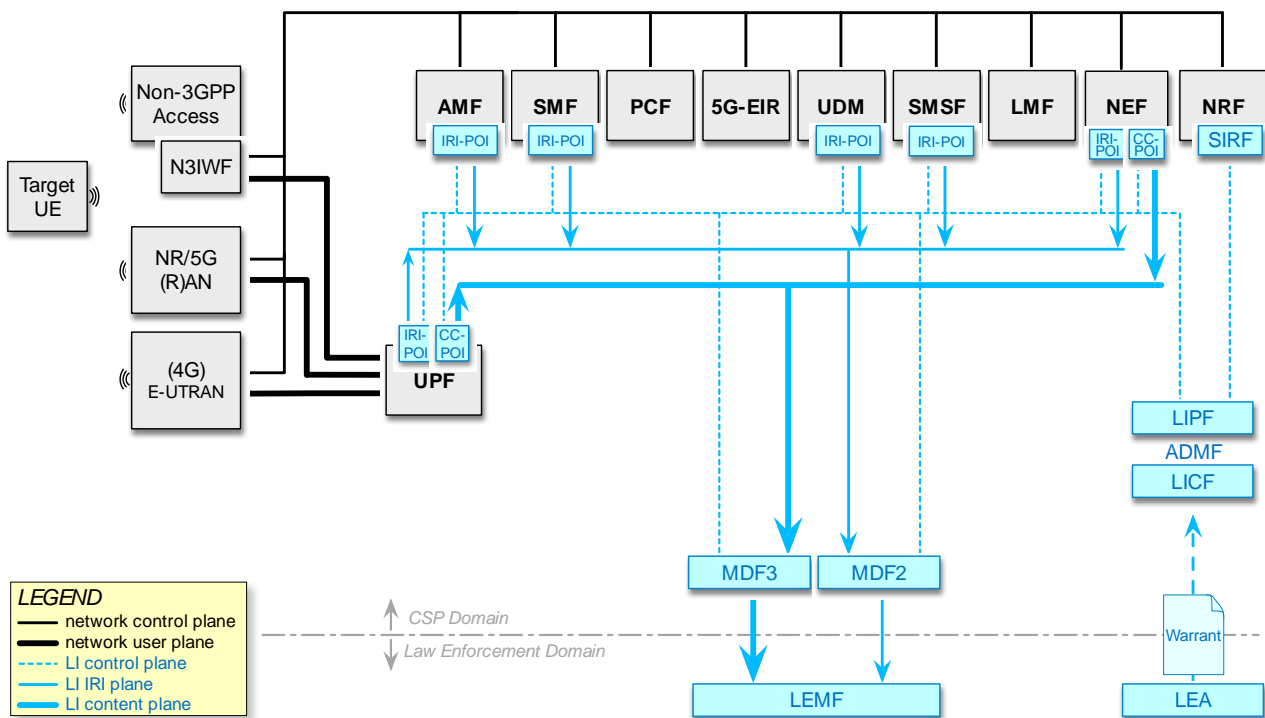 Non-3GPP
Access
N3IWF
Target
UE
NR/5G
(R)AN
(4G)
E-UTRAN
AMF
IRI-POI
SMF
IRI-POI
PCF
5G-EIR
UDM
IRI-POI
SMSF
IRI-POI
LMF
NEF
IRI-
POI
CC-
POI
NRF
SIRF
IRI-
POI
CC-
POI
UPF
LIPF
ADMF
LICF
MDF3
MDF2
LEGEND
network control plane
network user plane
LI control plane
LI IRI plane
LI content plane
CSP Domain
Law Enforcement Domain
Warrant
LEMF
LEA